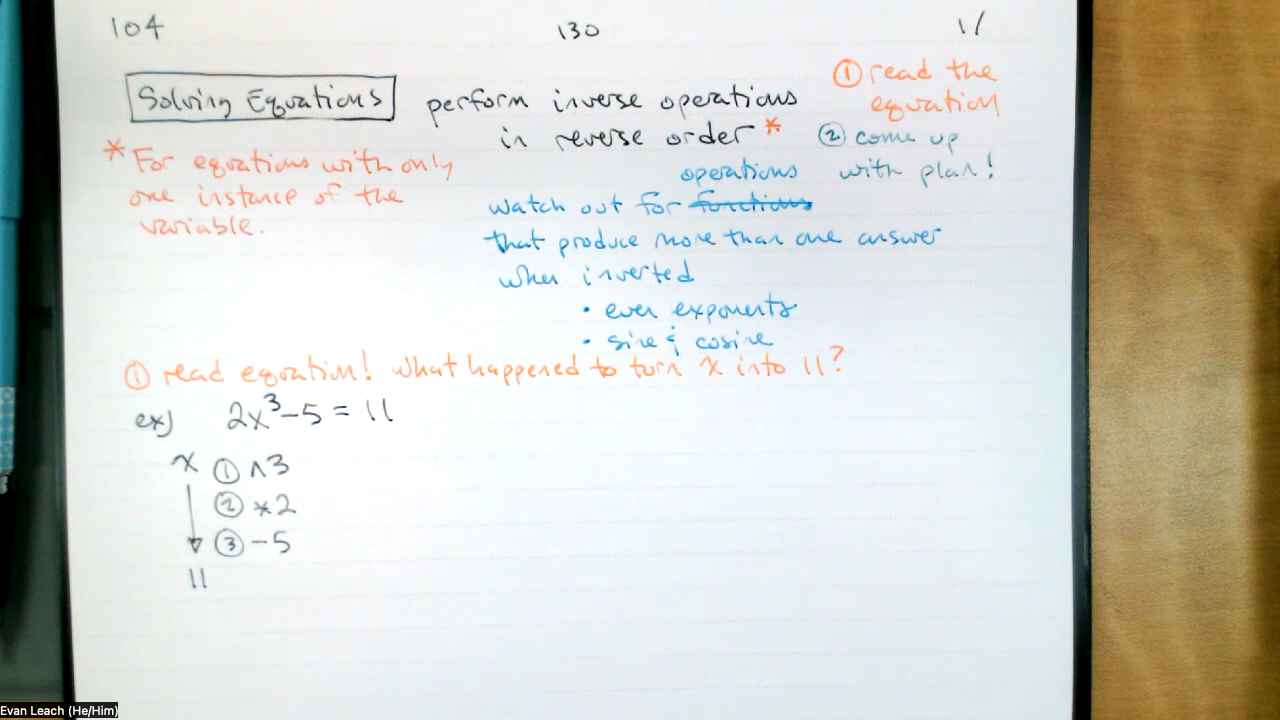 104 130 11
Solving Equations perform inverse operations
in reverse order *
① read the
equation
② come up
with plan!
* For equations with only
one instance of the
variable.
operations
watch out for functions
that produce more than one answer
when inverted
• even exponents
• sine & cosine
① read equation! What happened to turn x into 11?
ex) 2x³-5 = 11
x ① ^3
② *2
③ -5
11
Evan Leach (He/Him)